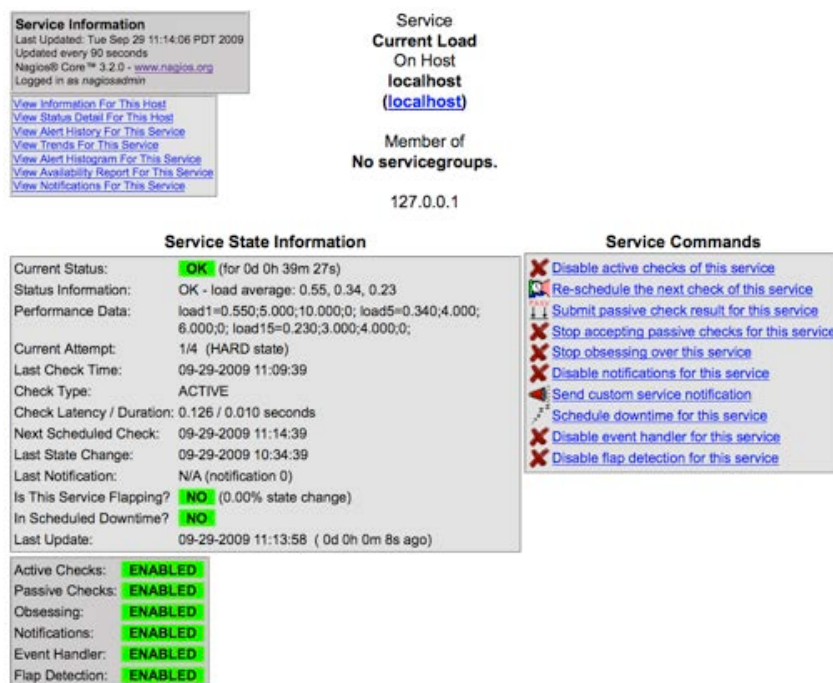 Service Information
Last Updated: Tue Sep 29 11:14:06 PDT 2009
Updated every 90 seconds
Nagios® Core™ 3.2.0 - www.nagios.org
Logged in as nagiosadmin
View Information For This Host
View Status Detail For This Host
View Alert History For This Service
View Trends For This Service
View Alert Histogram For This Service
View Availability Report For This Service
View Notifications For This Service
Service
Current Load
On Host
localhost
(localhost)
Member of
No servicegroups.
127.0.0.1
Service State Information
Current Status: OK (for 0d 0h 39m 27s)
Status Information: OK - load average: 0.55, 0.34, 0.23
Performance Data: load1=0.550;5.000;10.000;0; load5=0.340;4.000;
6.000;0; load15=0.230;3.000;4.000;0;
Current Attempt: 1/4 (HARD state)
Last Check Time: 09-29-2009 11:09:39
Check Type: ACTIVE
Check Latency / Duration: 0.126 / 0.010 seconds
Next Scheduled Check: 09-29-2009 11:14:39
Last State Change: 09-29-2009 10:34:39
Last Notification: N/A (notification 0)
Is This Service Flapping? NO (0.00% state change)
In Scheduled Downtime? NO
Last Update: 09-29-2009 11:13:58 ( 0d 0h 0m 8s ago)
Active Checks: ENABLED
Passive Checks: ENABLED
Obsessing: ENABLED
Notifications: ENABLED
Event Handler: ENABLED
Flap Detection: ENABLED
Service Commands
Disable active checks of this service
Re-schedule the next check of this service
Submit passive check result for this service
Stop accepting passive checks for this service
Stop obsessing over this service
Disable notifications for this service
Send custom service notification
Schedule downtime for this service
Disable event handler for this service
Disable flap detection for this service